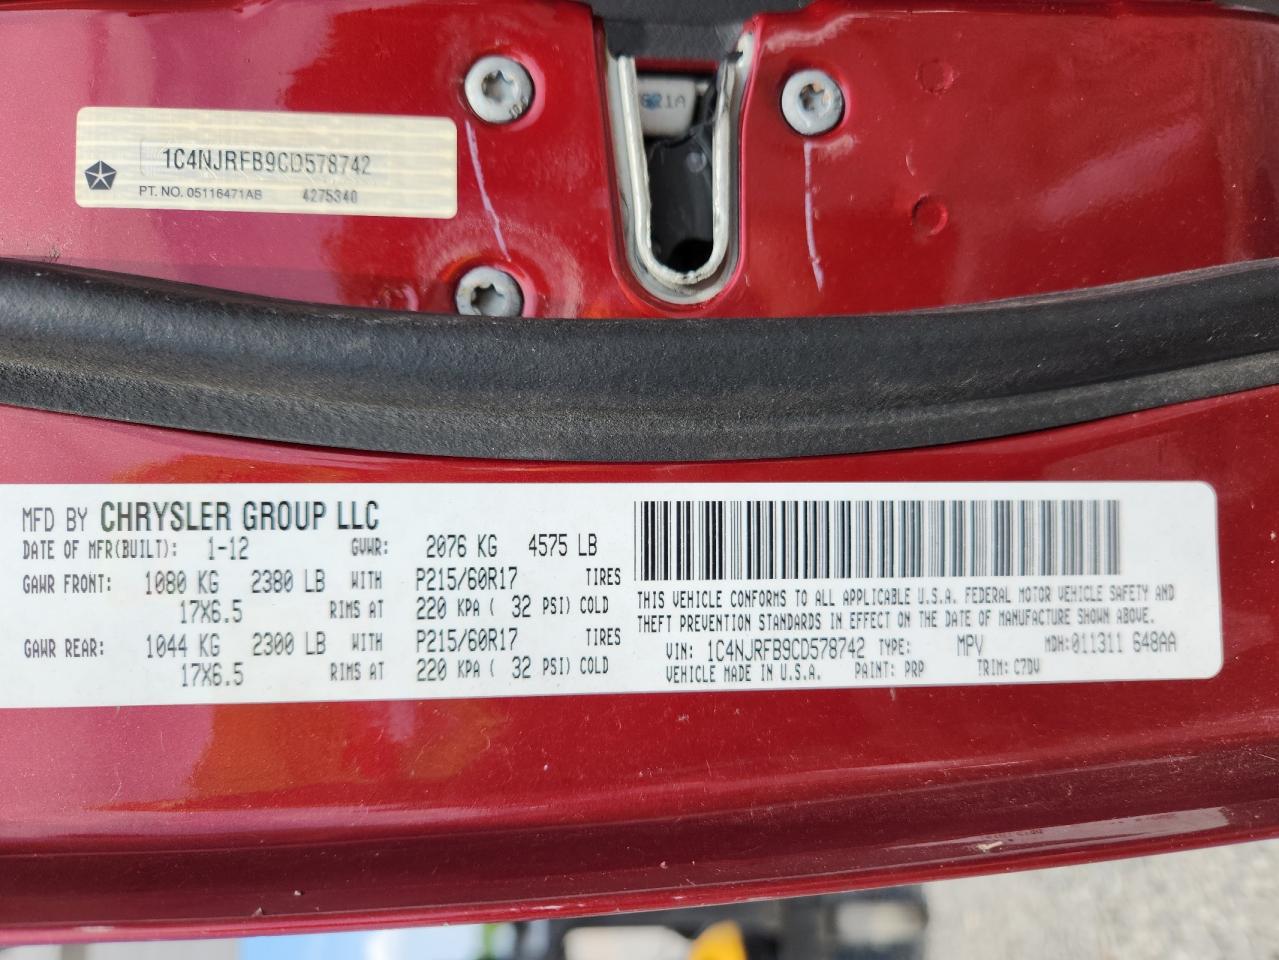 1C4NJRFB9CD578742
PT. NO. 05116471AB 4275340
MFD BY CHRYSLER GROUP LLC
DATE OF MFR(BUILT): 1-12 GVWR: 2076 KG 4575 LB
GAWR FRONT: 1080 KG 2380 LB WITH P215/60R17 TIRES
17X6.5 RIMS AT 220 KPA ( 32 PSI) COLD
GAWR REAR: 1044 KG 2300 LB WITH P215/60R17 TIRES
17X6.5 RIMS AT 220 KPA ( 32 PSI) COLD
THIS VEHICLE CONFORMS TO ALL APPLICABLE U.S.A. FEDERAL MOTOR VEHICLE SAFETY AND
THEFT PREVENTION STANDARDS IN EFFECT ON THE DATE OF MANUFACTURE SHOWN ABOVE.
VIN: 1C4NJRFB9CD578742 TYPE: MPV MDH:011311 648AA
VEHICLE MADE IN U.S.A. PAINT: PRP TRIM: C7DV